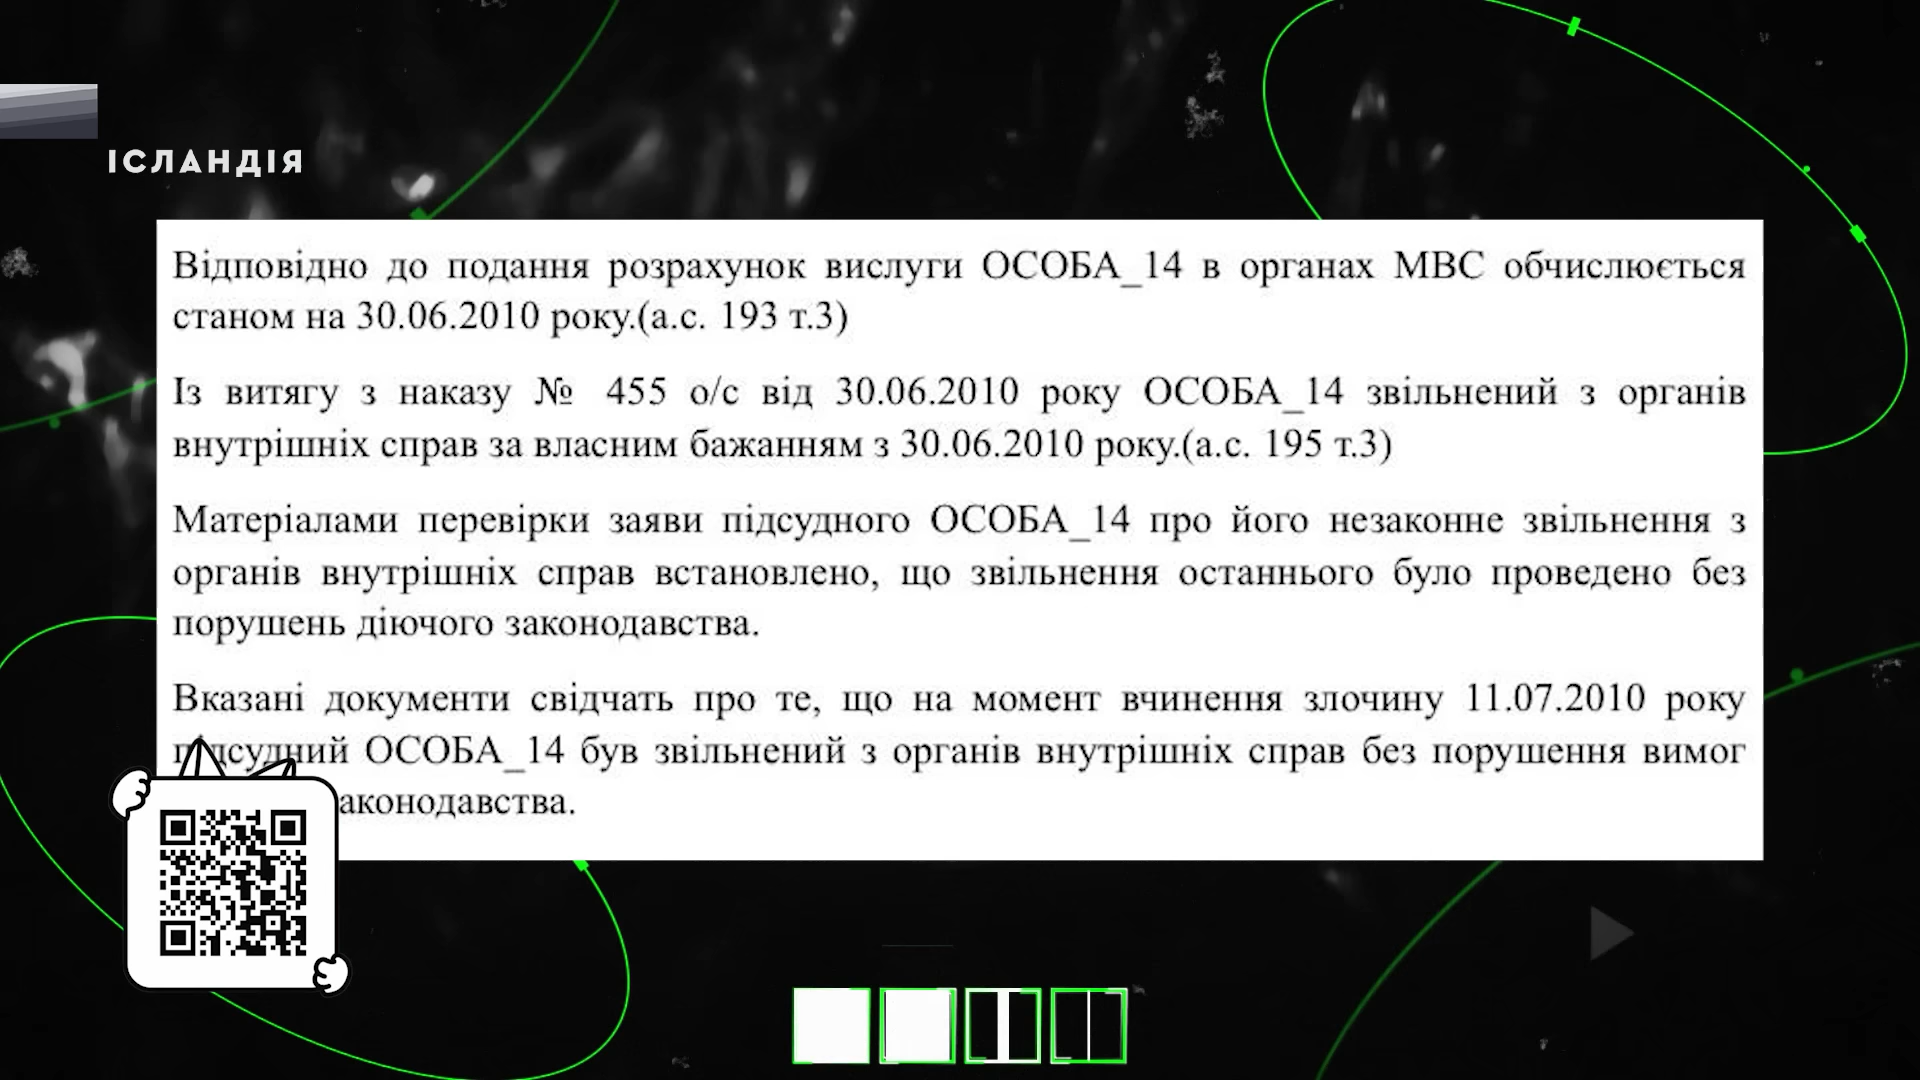 ІСЛАНДІЯ
Відповідно до подання розрахунок вислуги ОСОБА_14 в органах МВС обчислюється
станом на 30.06.2010 року.(а.с. 193 т.3)
Із витягу з наказу № 455 о/с від 30.06.2010 року ОСОБА_14 звільнений з органів
внутрішніх справ за власним бажанням з 30.06.2010 року.(а.с. 195 т.3)
Матеріалами перевірки заяви підсудного ОСОБА_14 про його незаконне звільнення з
органів внутрішніх справ встановлено, що звільнення останнього було проведено без
порушень діючого законодавства.
Вказані документи свідчать про те, що на момент вчинення злочину 11.07.2010 року
підсудний ОСОБА_14 був звільнений з органів внутрішніх справ без порушення вимог
аконодавства.